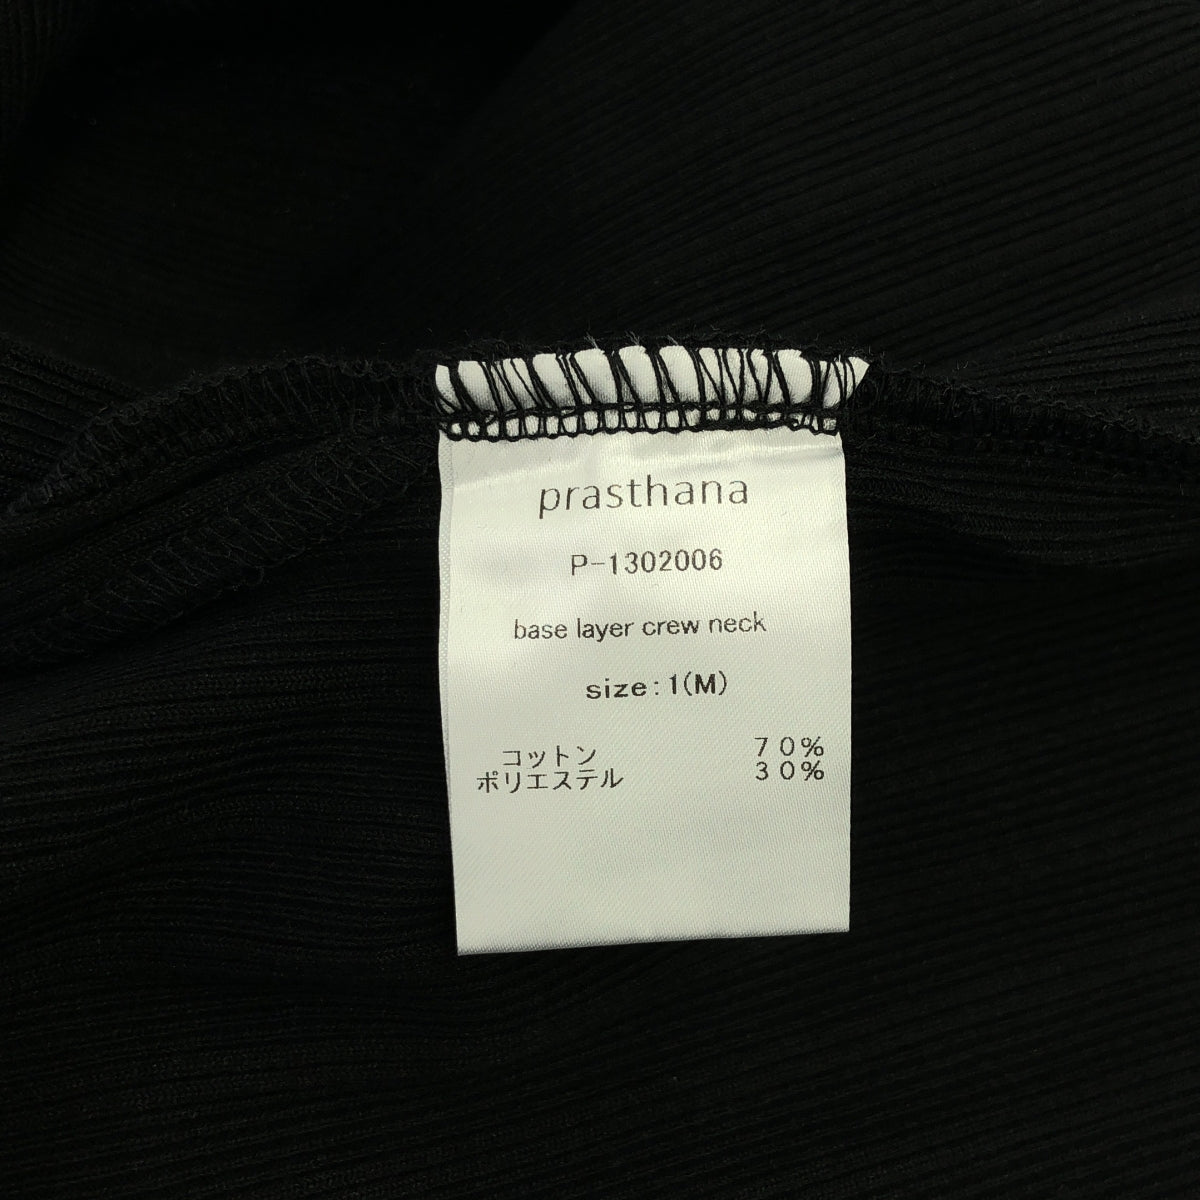 prasthana
P-1302006
base layer crew neck
size:1(M)
コットン 70%
ポリエステル 30%